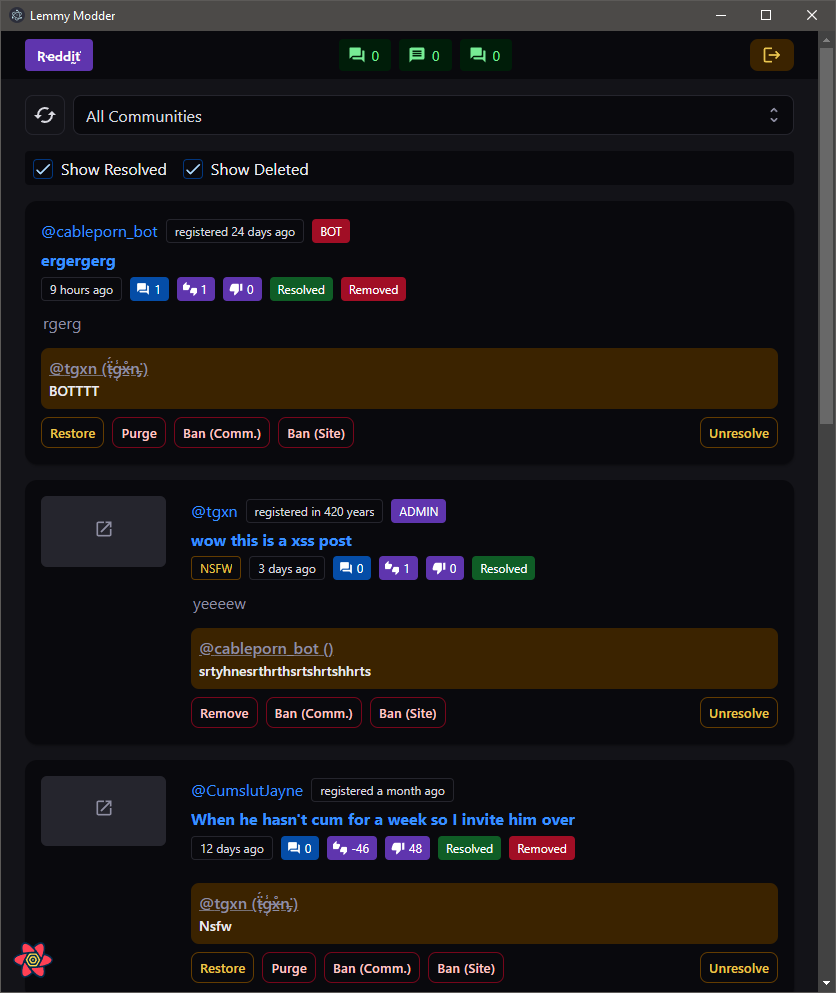 Lemmy Modder
Reddit
0 0 0
All Communities
Show Resolved Show Deleted
@cableporn_bot registered 24 days ago BOT
ergergerg
9 hours ago 1 1 0 Resolved Removed
rgerg
@tgxn
BOTTTT
Restore Purge Ban (Comm.) Ban (Site) Unresolve
@tgxn registered in 420 years ADMIN
wow this is a xss post
NSFW 3 days ago 0 1 0 Resolved
yeeeew
@cableporn_bot ()
srtyhnesrthrthsrtshrtshhrts
Remove Ban (Comm.) Ban (Site) Unresolve
@CumslutJayne registered a month ago
When he hasn't cum for a week so I invite him over
12 days ago 0 -46 48 Resolved Removed
@tgxn
Nsfw
Restore Purge Ban (Comm.) Ban (Site) Unresolve